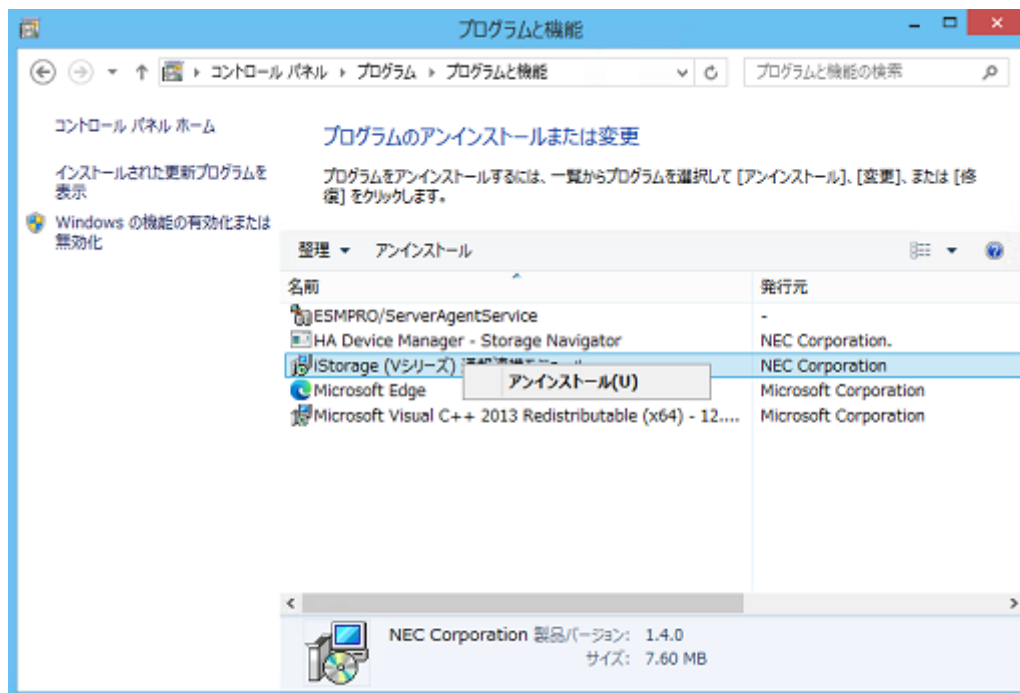 プログラムと機能
コントロール パネル プログラム プログラムと機能
プログラムと機能の検索
コントロール パネル ホーム
インストールされた更新プログラムを
表示
Windows の機能の有効化または
無効化
プログラムのアンインストールまたは変更
プログラムをアンインストールするには、一覧からプログラムを選択して [アンインストール]、[変更]、または [修
復] をクリックします。
整理 アンインストール
名前 発行元
ESMPRO/ServerAgentService -
HA Device Manager - Storage Navigator NEC Corporation.
iStorage (Vシリーズ) NEC Corporation
アンインストール(U)
Microsoft Edge Microsoft Corporation
Microsoft Visual C++ 2013 Redistributable (x64) - 12.... Microsoft Corporation
NEC Corporation 製品バージョン: 1.4.0
サイズ: 7.60 MB